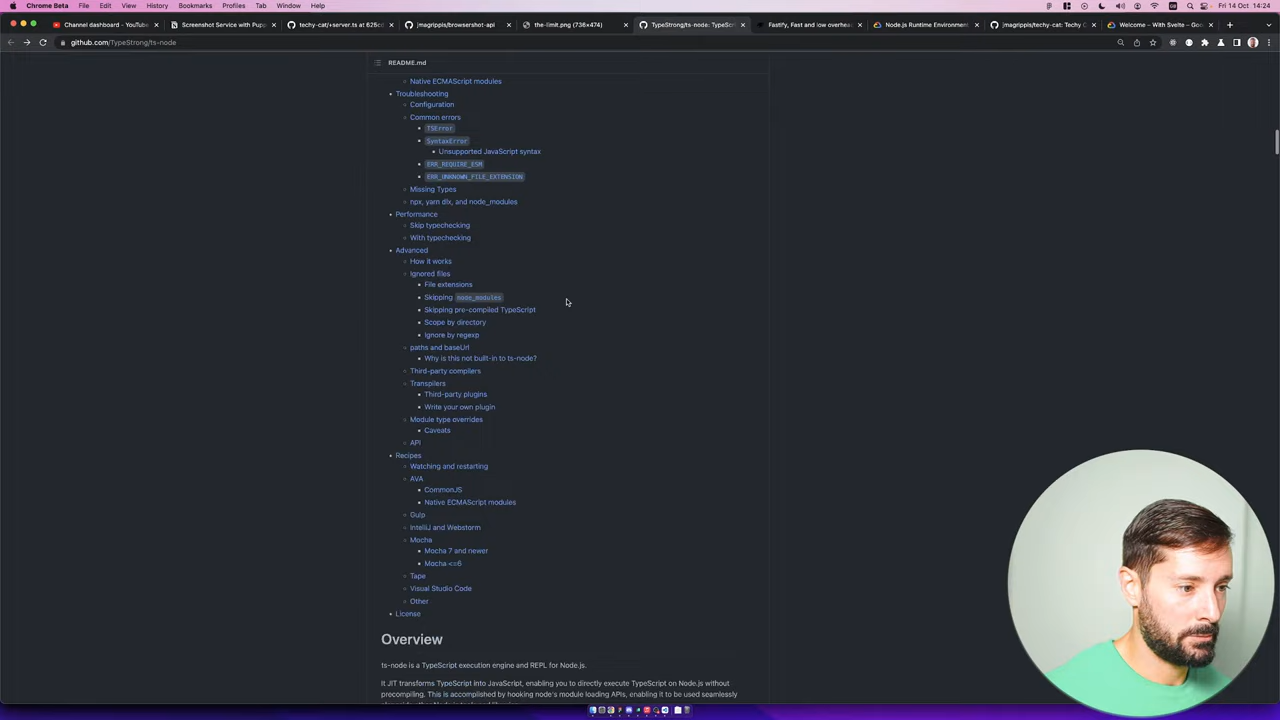 Chrome Beta File Edit View History Bookmarks Profiles Tab Window Help
Fri 14 Oct 14:24
Channel dashboard - YouTube
Screenshot Service with Pupp
techy-cat/+server.ts at 625cd
jmagrippis/browsershot-api
the-limit.png (736×474)
TypeStrong/ts-node: TypeSc
Fastify, Fast and low overhea
Node.js Runtime Environmen
jmagrippis/techy-cat: Techy C
Welcome – With Svelte – Goo
github.com/TypeStrong/ts-node
README.md
Native ECMAScript modules
Troubleshooting
Configuration
Common errors
TSError
SyntaxError
Unsupported JavaScript syntax
ERR_REQUIRE_ESM
ERR_UNKNOWN_FILE_EXTENSION
Missing Types
npx, yarn dlx, and node_modules
Performance
Skip typechecking
With typechecking
Advanced
How it works
Ignored files
File extensions
Skipping node_modules
Skipping pre-compiled TypeScript
Scope by directory
Ignore by regexp
paths and baseUrl
Why is this not built-in to ts-node?
Third-party compilers
Transpilers
Third-party plugins
Write your own plugin
Module type overrides
Caveats
API
Recipes
Watching and restarting
AVA
CommonJS
Native ECMAScript modules
Gulp
IntelliJ and Webstorm
Mocha
Mocha 7 and newer
Mocha <=6
Tape
Visual Studio Code
Other
License
Overview
ts-node is a TypeScript execution engine and REPL for Node.js.
It JIT transforms TypeScript into JavaScript, enabling you to directly execute TypeScript on Node.js without
precompiling. This is accomplished by hooking node's module loading APIs, enabling it to be used seamlessly